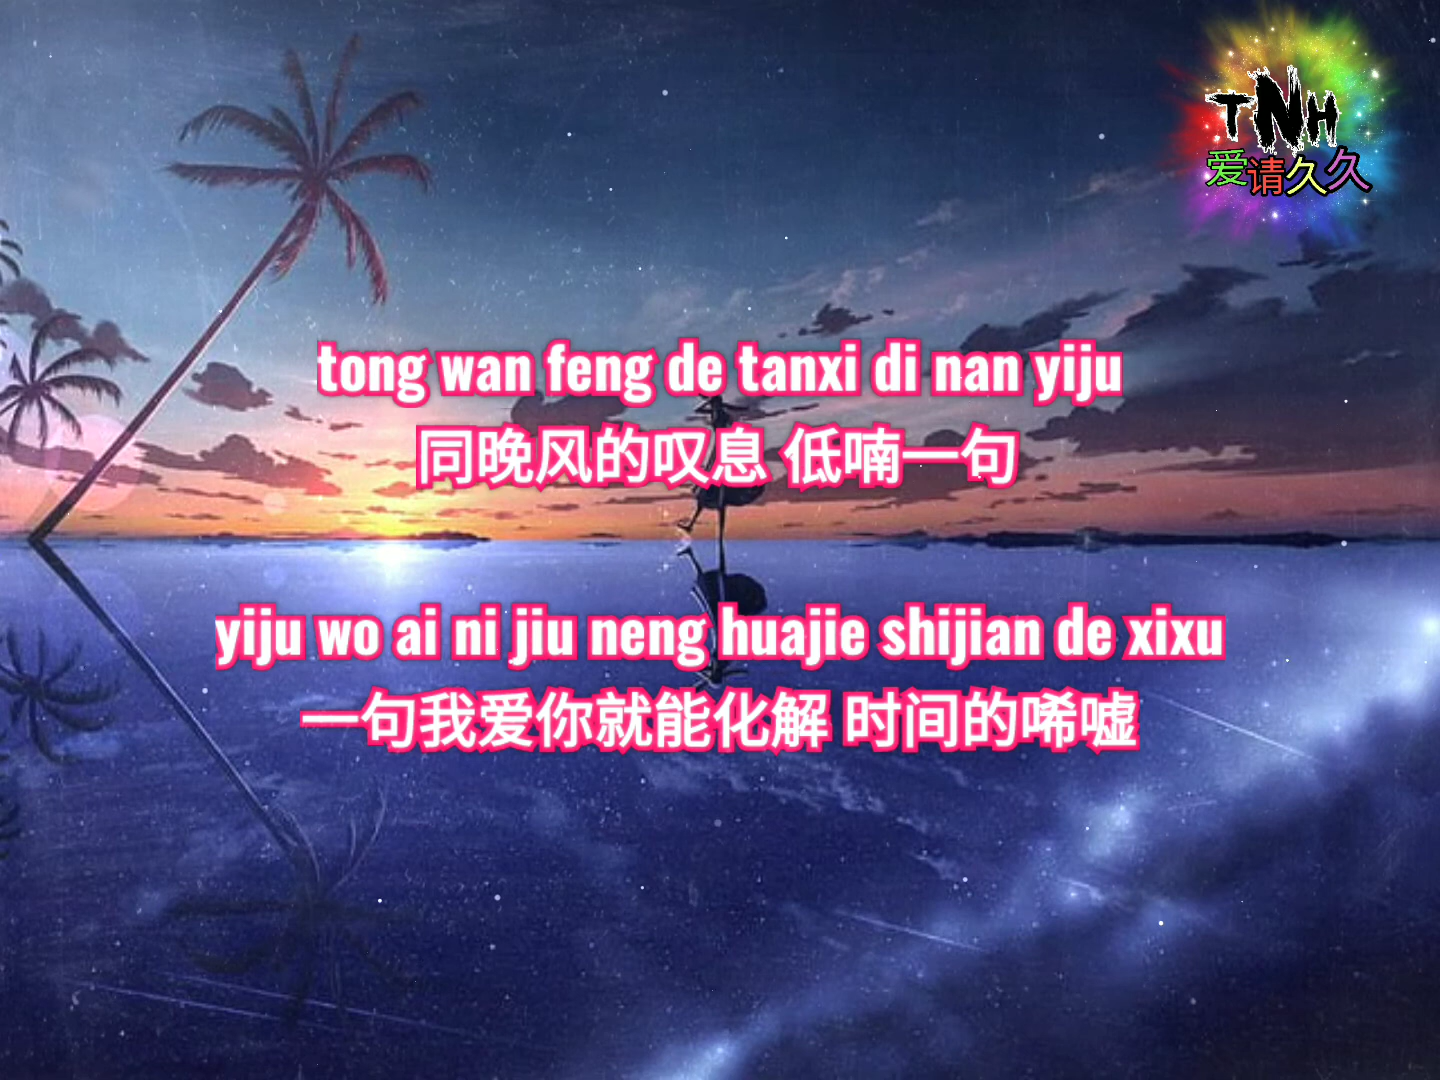 TNH
爱请久久
tong wan feng de tanxi di nan yiju
同晚风的叹息 低喃一句
yiju wo ai ni jiu neng huajie shijian de xixu
一句我爱你就能化解 时间的唏嘘